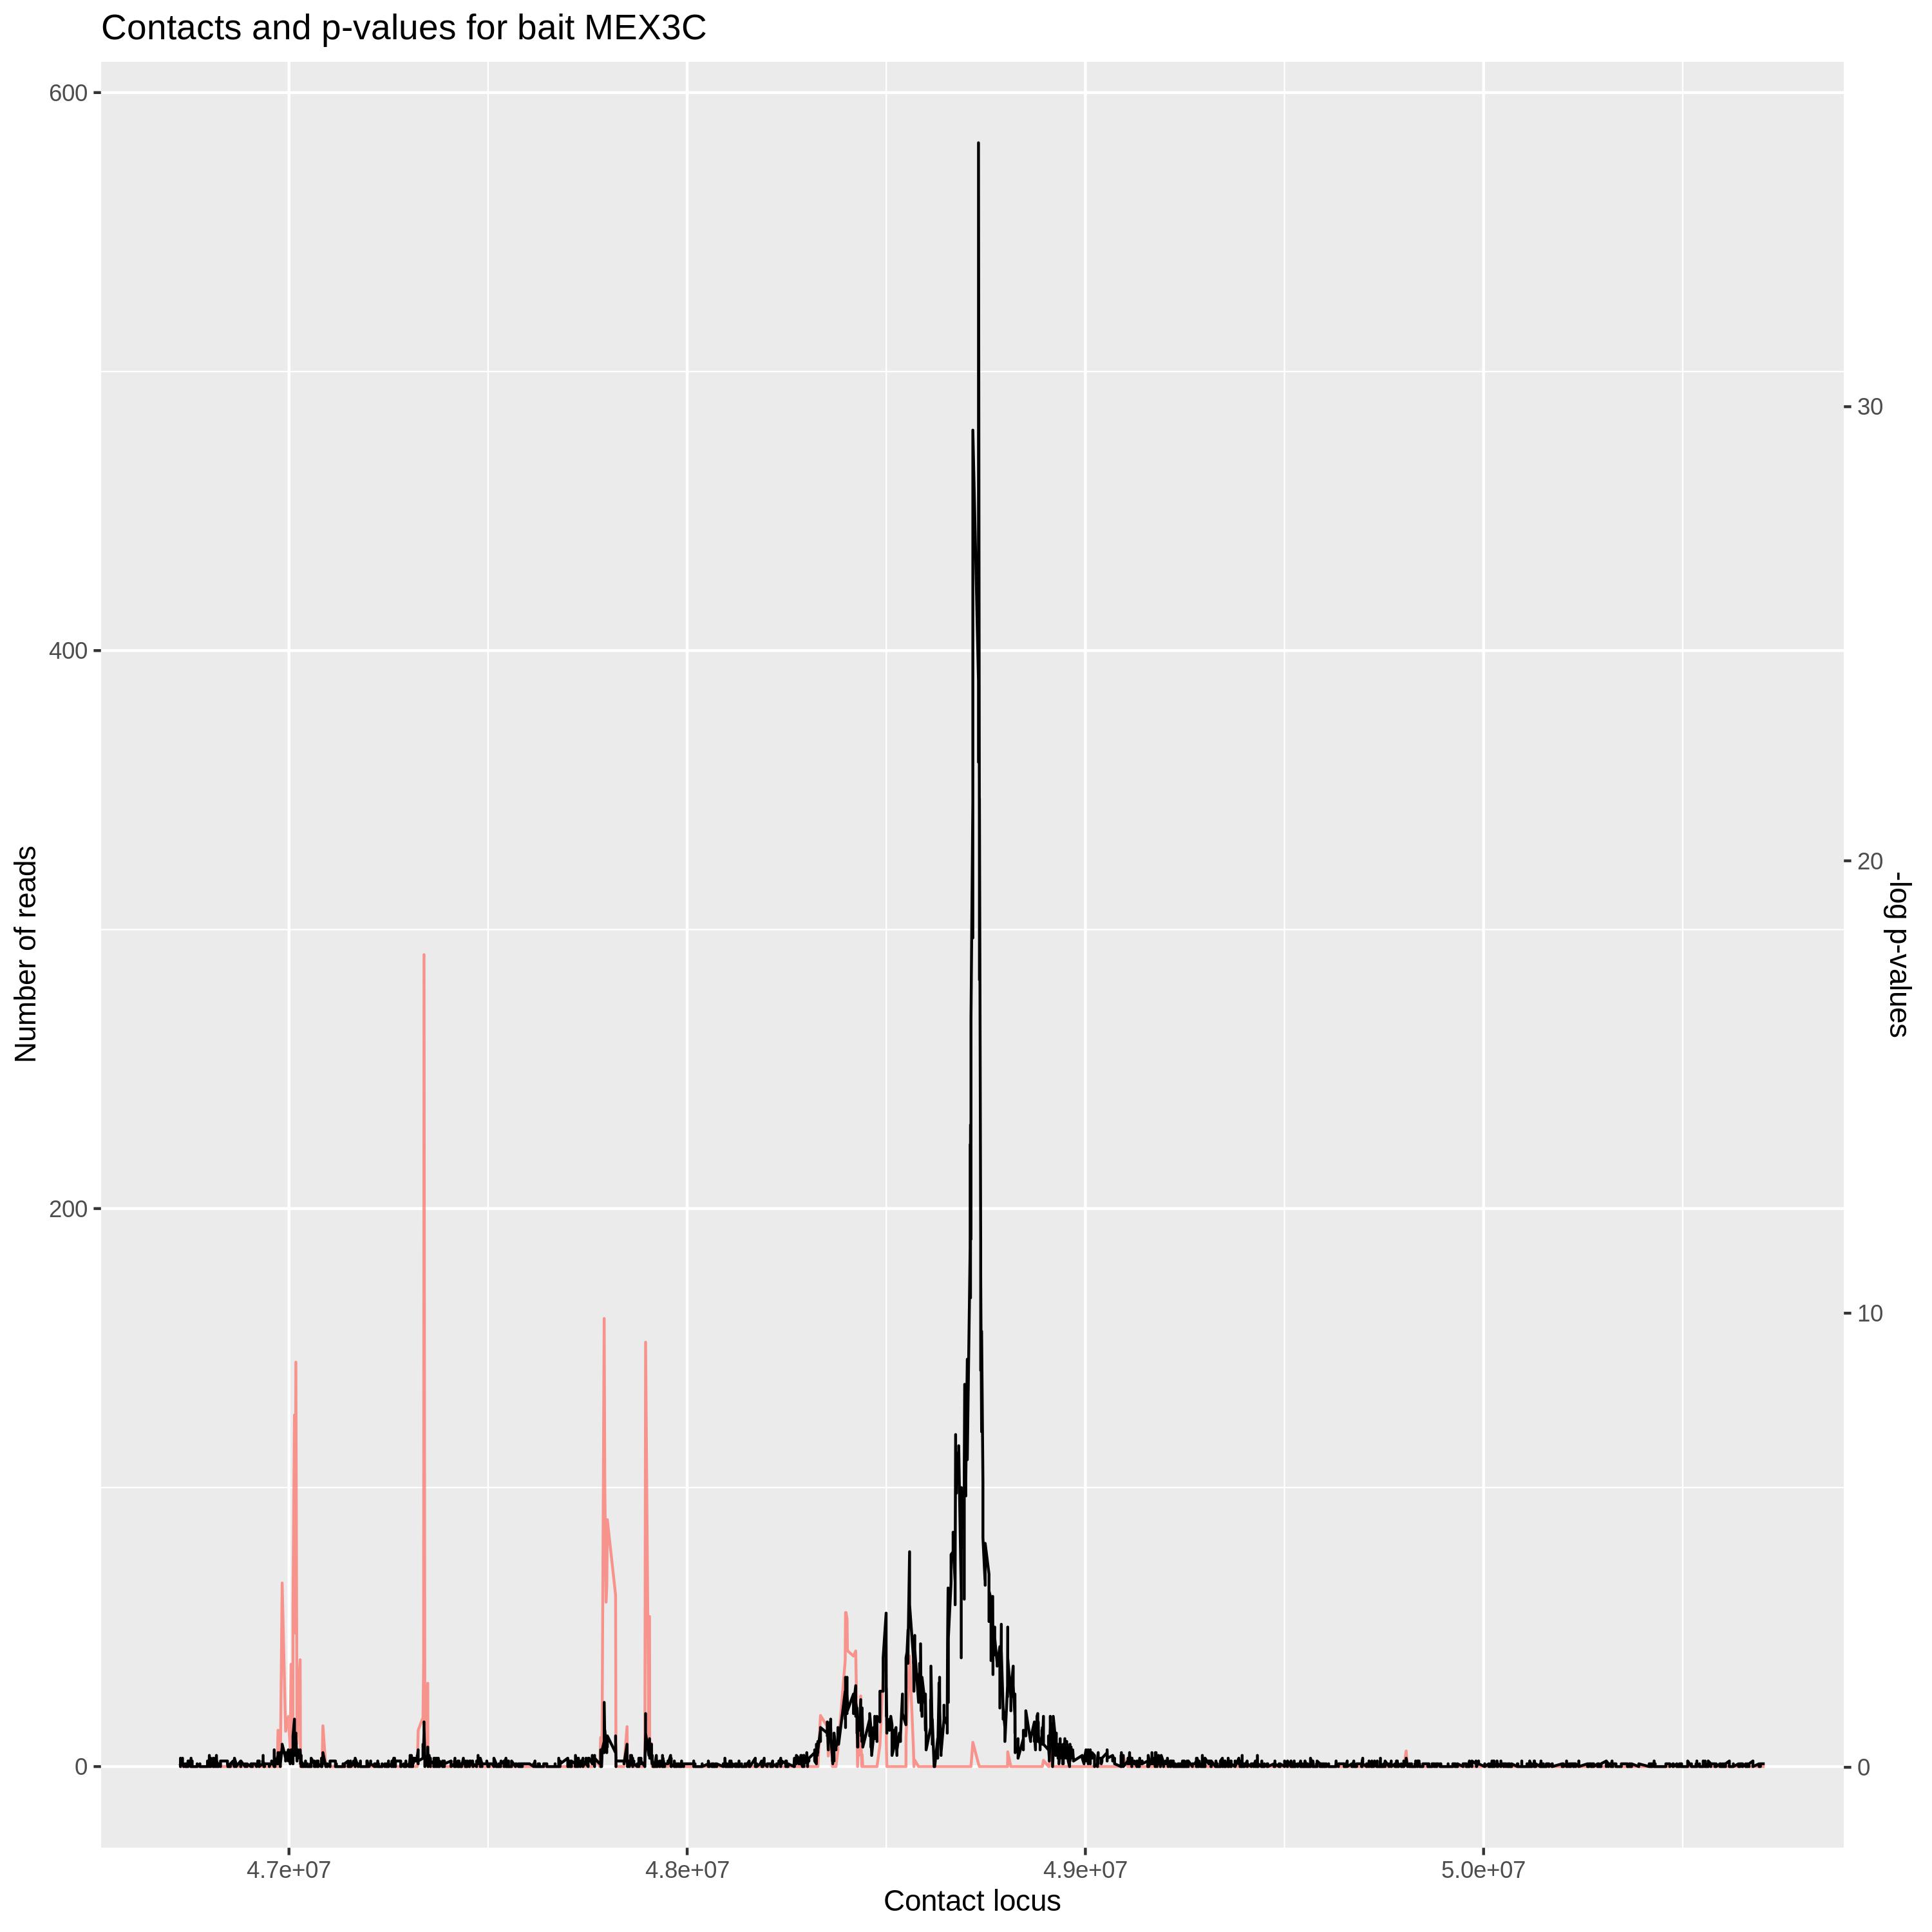 Contacts and p-values for bait MEX3C
600
400
200
0
Number of reads
30
20
10
0
-log p-values
4.7e+07
4.8e+07
4.9e+07
5.0e+07
Contact locus